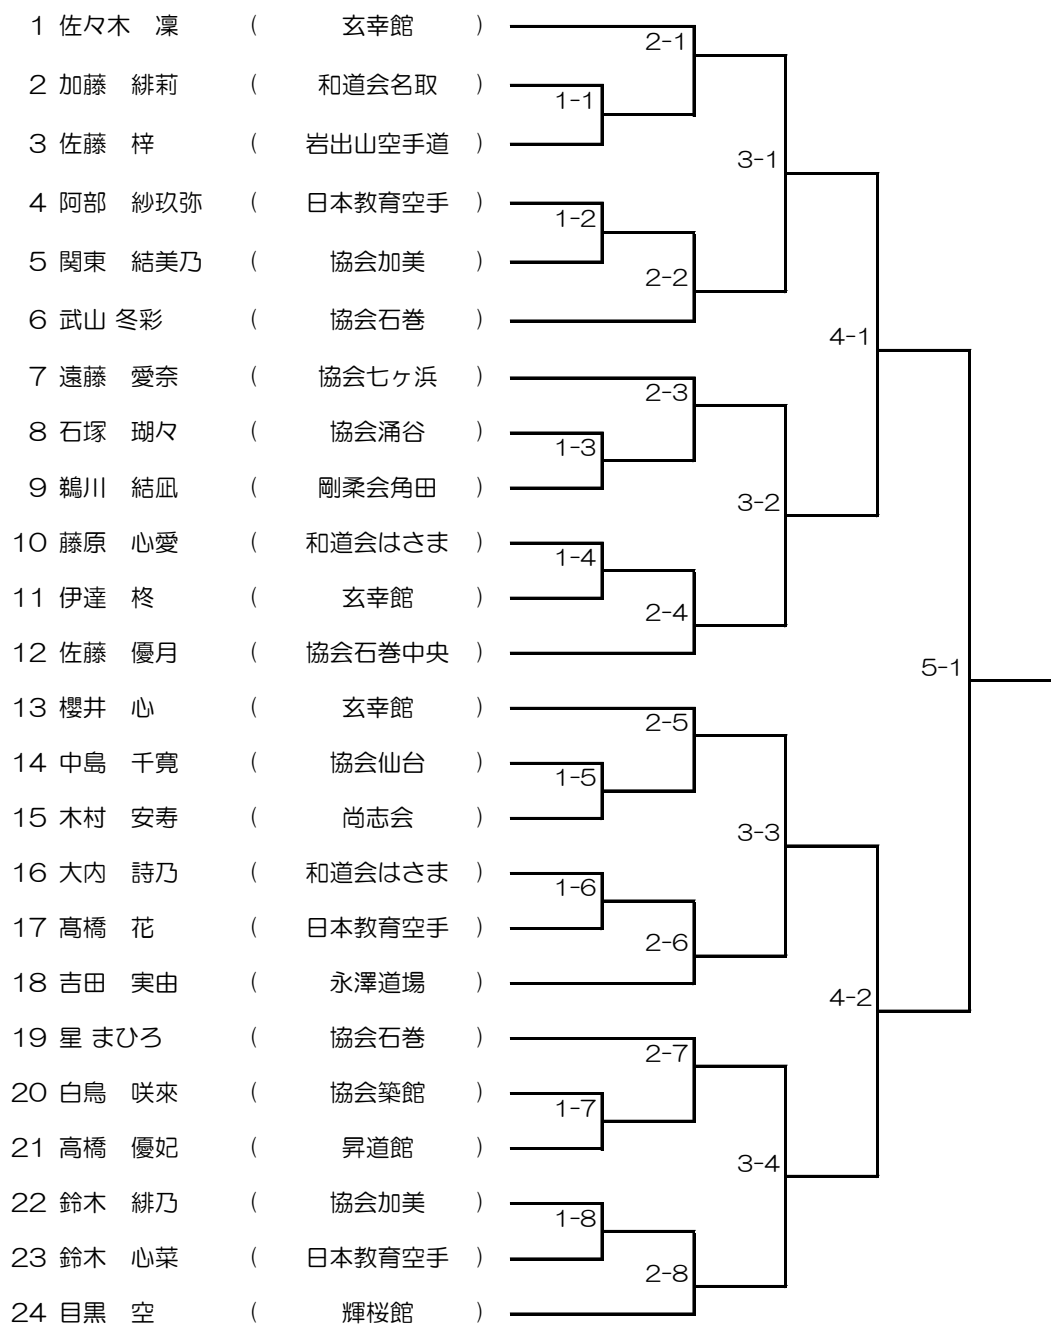 1 佐々木 凜 ( 玄幸館 )
2-1
2 加藤 緋莉 ( 和道会名取 )
1-1
3 佐藤 梓 ( 岩出山空手道 )
3-1
4 阿部 紗玖弥 ( 日本教育空手 )
1-2
5 関東 結美乃 ( 協会加美 )
2-2
6 武山 冬彩 ( 協会石巻 )
4-1
7 遠藤 愛奈 ( 協会七ヶ浜 )
2-3
8 石塚 瑚々 ( 協会涌谷 )
1-3
9 鵜川 結凪 ( 剛柔会角田 )
3-2
10 藤原 心愛 ( 和道会はさま )
1-4
11 伊達 柊 ( 玄幸館 )
2-4
12 佐藤 優月 ( 協会石巻中央 )
5-1
13 櫻井 心 ( 玄幸館 )
2-5
14 中島 千寛 ( 協会仙台 )
1-5
15 木村 安寿 ( 尚志会 )
3-3
16 大内 詩乃 ( 和道会はさま )
1-6
17 髙橋 花 ( 日本教育空手 )
2-6
18 吉田 実由 ( 永澤道場 )
4-2
19 星 まひろ ( 協会石巻 )
2-7
20 白鳥 咲來 ( 協会築館 )
1-7
21 高橋 優妃 ( 昇道館 )
3-4
22 鈴木 緋乃 ( 協会加美 )
1-8
23 鈴木 心菜 ( 日本教育空手 )
2-8
24 目黒 空 ( 輝桜館 )